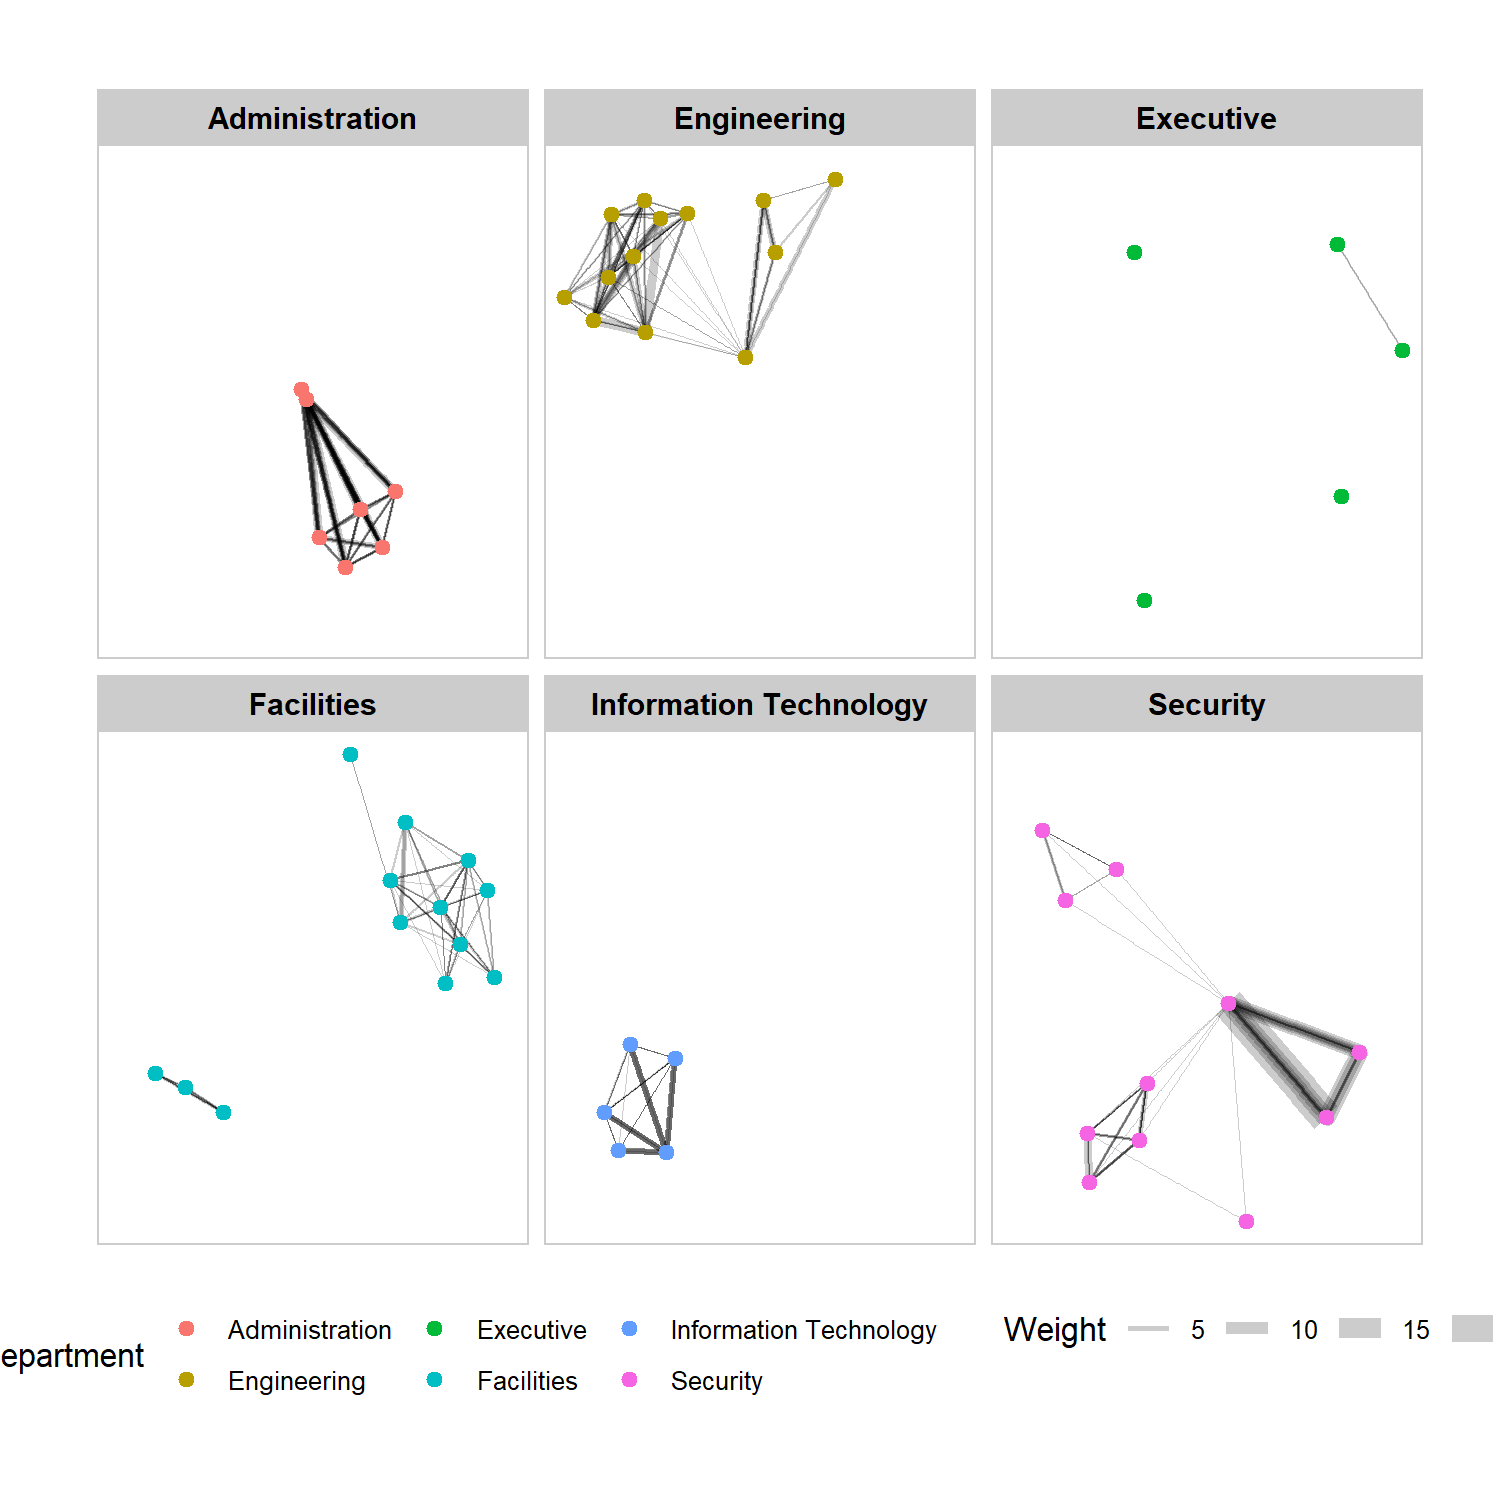 Administration
Engineering
Executive
Facilities
Information Technology
Security
epartment
Administration
Executive
Information Technology
Engineering
Facilities
Security
Weight
5
10
15